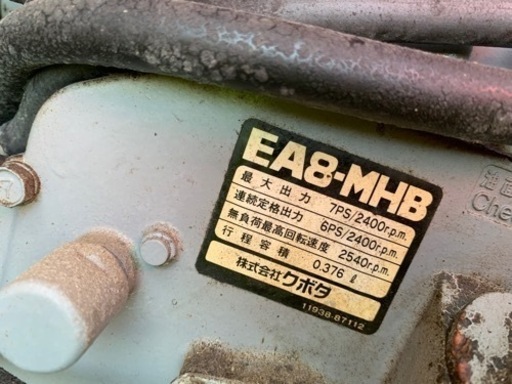 EA8-MHB
最大出力 7PS/2400r.p.m.
連続定格出力 6PS/2400r.p.m.
無負荷最高回転速度 2540r.p.m.
行程容積 0.376 ℓ
株式会社クボタ
11938-87112
Che